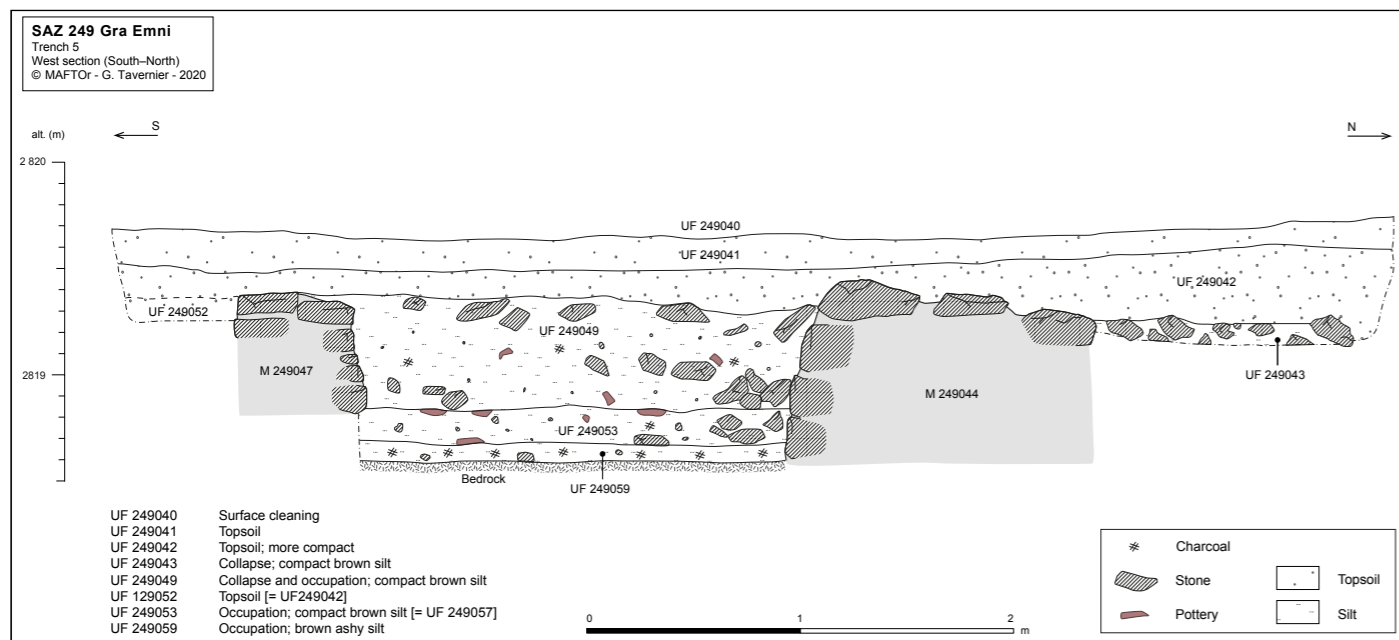 SAZ 249 Gra Emni
Trench 5
West section (South–North)
© MAFTOr - G. Tavernier - 2020
alt. (m)
S
N
2 820
UF 249040
UF 249041
UF 249042
UF 249052
UF 249049
2819
M 249047
M 249044
UF 249043
UF 249053
Bedrock
UF 249059
UF 249040 Surface cleaning
UF 249041 Topsoil
UF 249042 Topsoil; more compact
UF 249043 Collapse; compact brown silt
UF 249049 Collapse and occupation; compact brown silt
UF 129052 Topsoil [= UF249042]
UF 249053 Occupation; compact brown silt [= UF 249057]
UF 249059 Occupation; brown ashy silt
0 1 2
m
Charcoal
Stone Topsoil
Pottery Silt